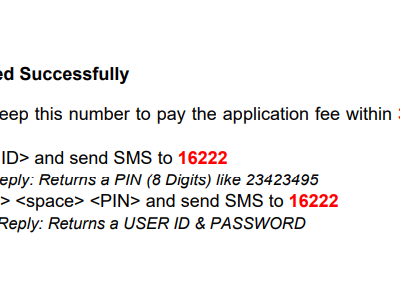 ed Successfully
eep this number to pay the application fee within
ID> and send SMS to 16222
eply: Returns a PIN (8 Digits) like 23423495
> <space> <PIN> and send SMS to 16222
Reply: Returns a USER ID & PASSWORD